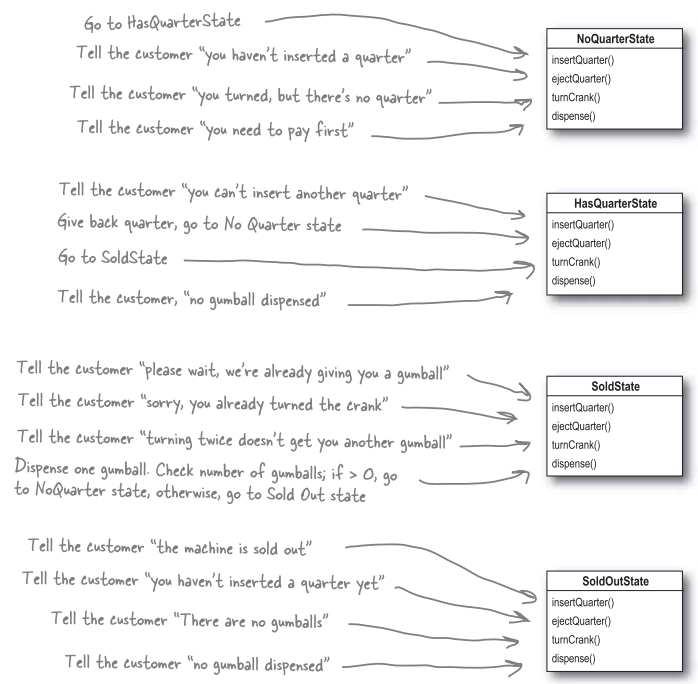 Go to HasQuarterState
Tell the customer “you haven’t inserted a quarter”
Tell the customer “you turned, but there’s no quarter”
Tell the customer “you need to pay first”
NoQuarterState
insertQuarter()
ejectQuarter()
turnCrank()
dispense()
Tell the customer “you can’t insert another quarter”
Give back quarter, go to No Quarter state
Go to SoldState
Tell the customer, “no gumball dispensed”
HasQuarterState
insertQuarter()
ejectQuarter()
turnCrank()
dispense()
Tell the customer “please wait, we’re already giving you a gumball”
Tell the customer “sorry, you already turned the crank”
Tell the customer “turning twice doesn’t get you another gumball”
Dispense one gumball. Check number of gumballs; if > 0, go
to NoQuarter state, otherwise, go to Sold Out state
SoldState
insertQuarter()
ejectQuarter()
turnCrank()
dispense()
Tell the customer “the machine is sold out”
Tell the customer “you haven’t inserted a quarter yet”
Tell the customer “There are no gumballs”
Tell the customer “no gumball dispensed”
SoldOutState
insertQuarter()
ejectQuarter()
turnCrank()
dispense()